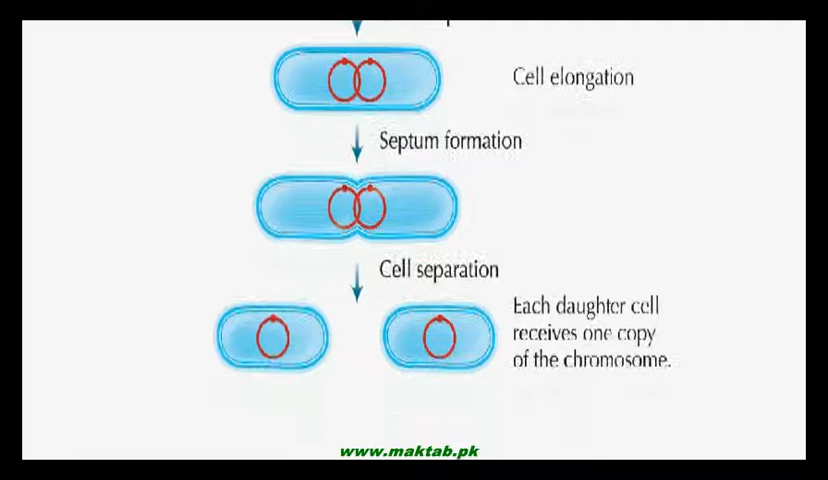 Cell elongation
Septum formation
Cell separation
Each daughter cell
receives one copy
of the chromosome.
www.maktab.pk